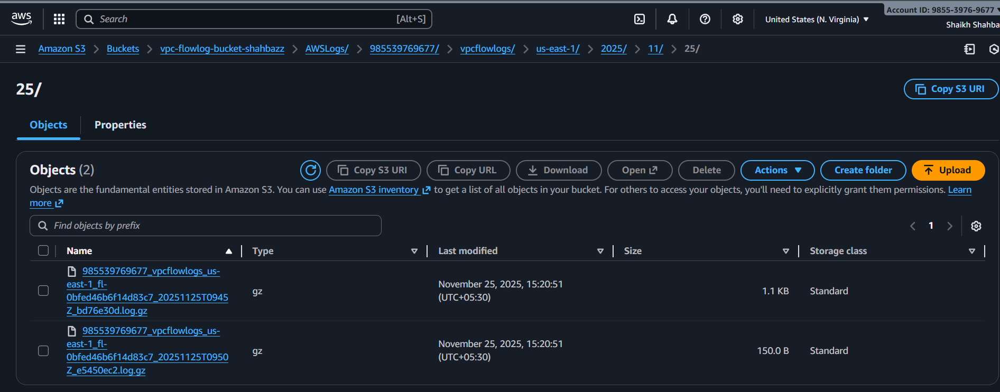 aws
Search [Alt+S]
United States (N. Virginia)
Account ID: 9855-3976-9677
Shaikh Shahba
Amazon S3
Buckets
vpc-flowlog-bucket-shahbazz
AWSLogs/
985539769677/
vpcflowlogs/
us-east-1/
2025/
11/
25/
25/
Copy S3 URI
Objects
Properties
Objects (2)
Copy S3 URI
Copy URL
Download
Open
Delete
Actions
Create folder
Upload
Objects are the fundamental entities stored in Amazon S3. You can use Amazon S3 inventory to get a list of all objects in your bucket. For others to access your objects, you'll need to explicitly grant them permissions. Learn
more
Find objects by prefix
1
Name
Type
Last modified
Size
Storage class
985539769677_vpcflowlogs_us-
east-1_fl-
0bfed46b6f14d83c7_20251125T0945
Z_bd76e30d.log.gz
gz
November 25, 2025, 15:20:51
(UTC+05:30)
1.1 KB
Standard
985539769677_vpcflowlogs_us-
east-1_fl-
0bfed46b6f14d83c7_20251125T0950
Z_e5450ec2.log.gz
gz
November 25, 2025, 15:20:51
(UTC+05:30)
150.0 B
Standard